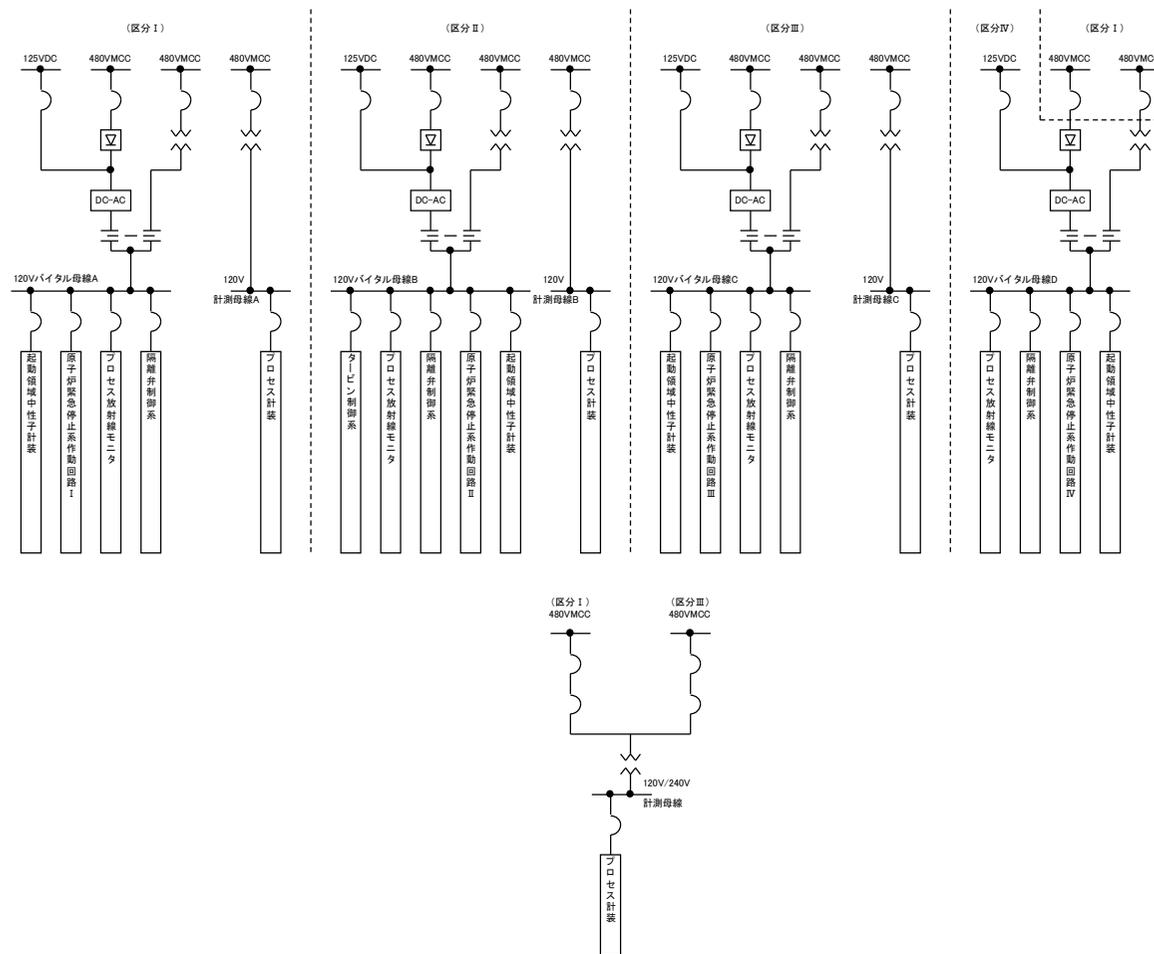 （区分Ⅰ）
（区分Ⅱ）
（区分Ⅲ）
（区分Ⅳ）
（区分Ⅰ）
125VDC
480VMCC
480VMCC
480VMCC
125VDC
480VMCC
480VMCC
480VMCC
125VDC
480VMCC
480VMCC
480VMCC
125VDC
480VMCC
480VMCC
DC-AC
DC-AC
DC-AC
DC-AC
120Vバイタル母線A
120V
計測母線A
120Vバイタル母線B
120V
計測母線B
120Vバイタル母線C
120V
計測母線C
120Vバイタル母線D
起動領域中性子計装
原子炉緊急停止系作動回路Ⅰ
プロセス放射線モニタ
隔離弁制御系
プロセス計装
タービン制御系
プロセス放射線モニタ
隔離弁制御系
原子炉緊急停止系作動回路Ⅱ
起動領域中性子計装
プロセス計装
起動領域中性子計装
原子炉緊急停止系作動回路Ⅲ
プロセス放射線モニタ
隔離弁制御系
プロセス計装
プロセス放射線モニタ
隔離弁制御系
原子炉緊急停止系作動回路Ⅳ
起動領域中性子計装
（区分Ⅰ）
480VMCC
（区分Ⅲ）
480VMCC
120V/240V
計測母線
プロセス計装